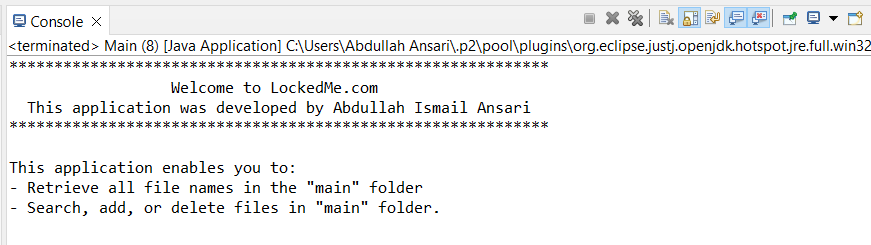 Console
<terminated> Main (8) [Java Application] C:\Users\Abdullah Ansari\.p2\pool\plugins\org.eclipse.justj.openjdk.hotspot.jre.full.win32
************************************************************
Welcome to LockedMe.com
This application was developed by Abdullah Ismail Ansari
************************************************************
This application enables you to:
- Retrieve all file names in the "main" folder
- Search, add, or delete files in "main" folder.